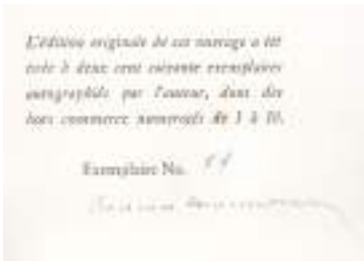 L'édition originale de cet ouvrage a été
tirée à deux cent soixante exemplaires
autographiés par l'auteur, dont dix
hors commerce numérotés de 1 à 10.
Exemplaire No.